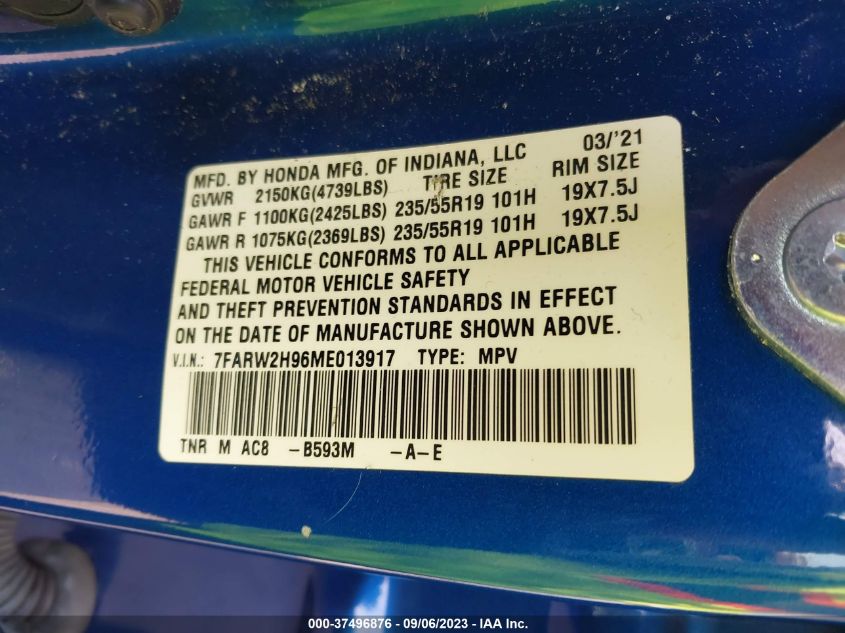 MFD. BY HONDA MFG. OF INDIANA, LLC 03/'21
GVWR 2150KG(4739LBS) TIRE SIZE RIM SIZE
GAWR F 1100KG(2425LBS) 235/55R19 101H 19X7.5J
GAWR R 1075KG(2369LBS) 235/55R19 101H 19X7.5J
THIS VEHICLE CONFORMS TO ALL APPLICABLE
FEDERAL MOTOR VEHICLE SAFETY
AND THEFT PREVENTION STANDARDS IN EFFECT
ON THE DATE OF MANUFACTURE SHOWN ABOVE.
V.I.N.: 7FARW2H96ME013917 TYPE: MPV
TNR M AC8 -B593M -A-E
000-37496876 - 09/06/2023 - IAA Inc.